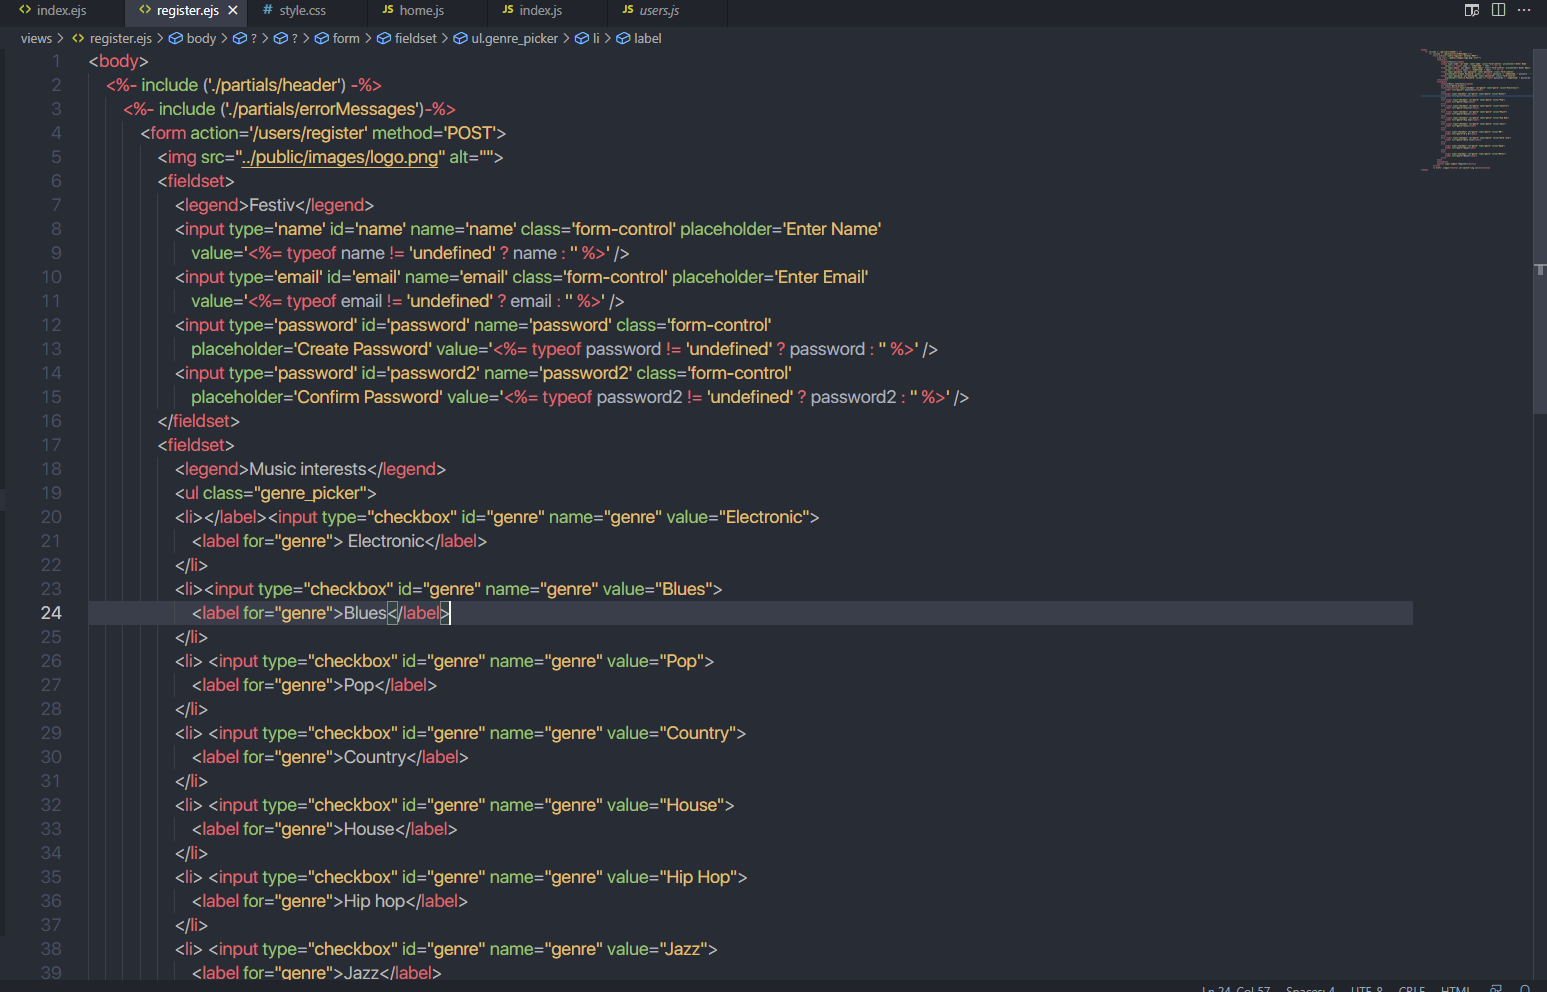 index.ejs register.ejs style.css home.js index.js users.js
views > register.ejs > body > ? > ? > form > fieldset > ul.genre_picker > li > label
1 <body>
2 <%- include ('./partials/header') -%>
3 <%- include ('./partials/errorMessages')-%>
4 <form action='/users/register' method='POST'>
5 <img src="../public/images/logo.png" alt="">
6 <fieldset>
7 <legend>Festiv</legend>
8 <input type='name' id='name' name='name' class='form-control' placeholder='Enter Name'
9 value='<%= typeof name != 'undefined' ? name : '' %>' />
10 <input type='email' id='email' name='email' class='form-control' placeholder='Enter Email'
11 value='<%= typeof email != 'undefined' ? email : '' %>' />
12 <input type='password' id='password' name='password' class='form-control'
13 placeholder='Create Password' value='<%= typeof password != 'undefined' ? password : '' %>' />
14 <input type='password' id='password2' name='password2' class='form-control'
15 placeholder='Confirm Password' value='<%= typeof password2 != 'undefined' ? password2 : '' %>' />
16 </fieldset>
17 <fieldset>
18 <legend>Music interests</legend>
19 <ul class="genre_picker">
20 <li></label><input type="checkbox" id="genre" name="genre" value="Electronic">
21 <label for="genre"> Electronic</label>
22 </li>
23 <li><input type="checkbox" id="genre" name="genre" value="Blues">
24 <label for="genre">Blues</label>
25 </li>
26 <li> <input type="checkbox" id="genre" name="genre" value="Pop">
27 <label for="genre">Pop</label>
28 </li>
29 <li> <input type="checkbox" id="genre" name="genre" value="Country">
30 <label for="genre">Country</label>
31 </li>
32 <li> <input type="checkbox" id="genre" name="genre" value="House">
33 <label for="genre">House</label>
34 </li>
35 <li> <input type="checkbox" id="genre" name="genre" value="Hip Hop">
36 <label for="genre">Hip hop</label>
37 </li>
38 <li> <input type="checkbox" id="genre" name="genre" value="Jazz">
39 <label for="genre">Jazz</label>
Ln 24, Col 57 Spaces: 4 UTF-8 CRLF HTML